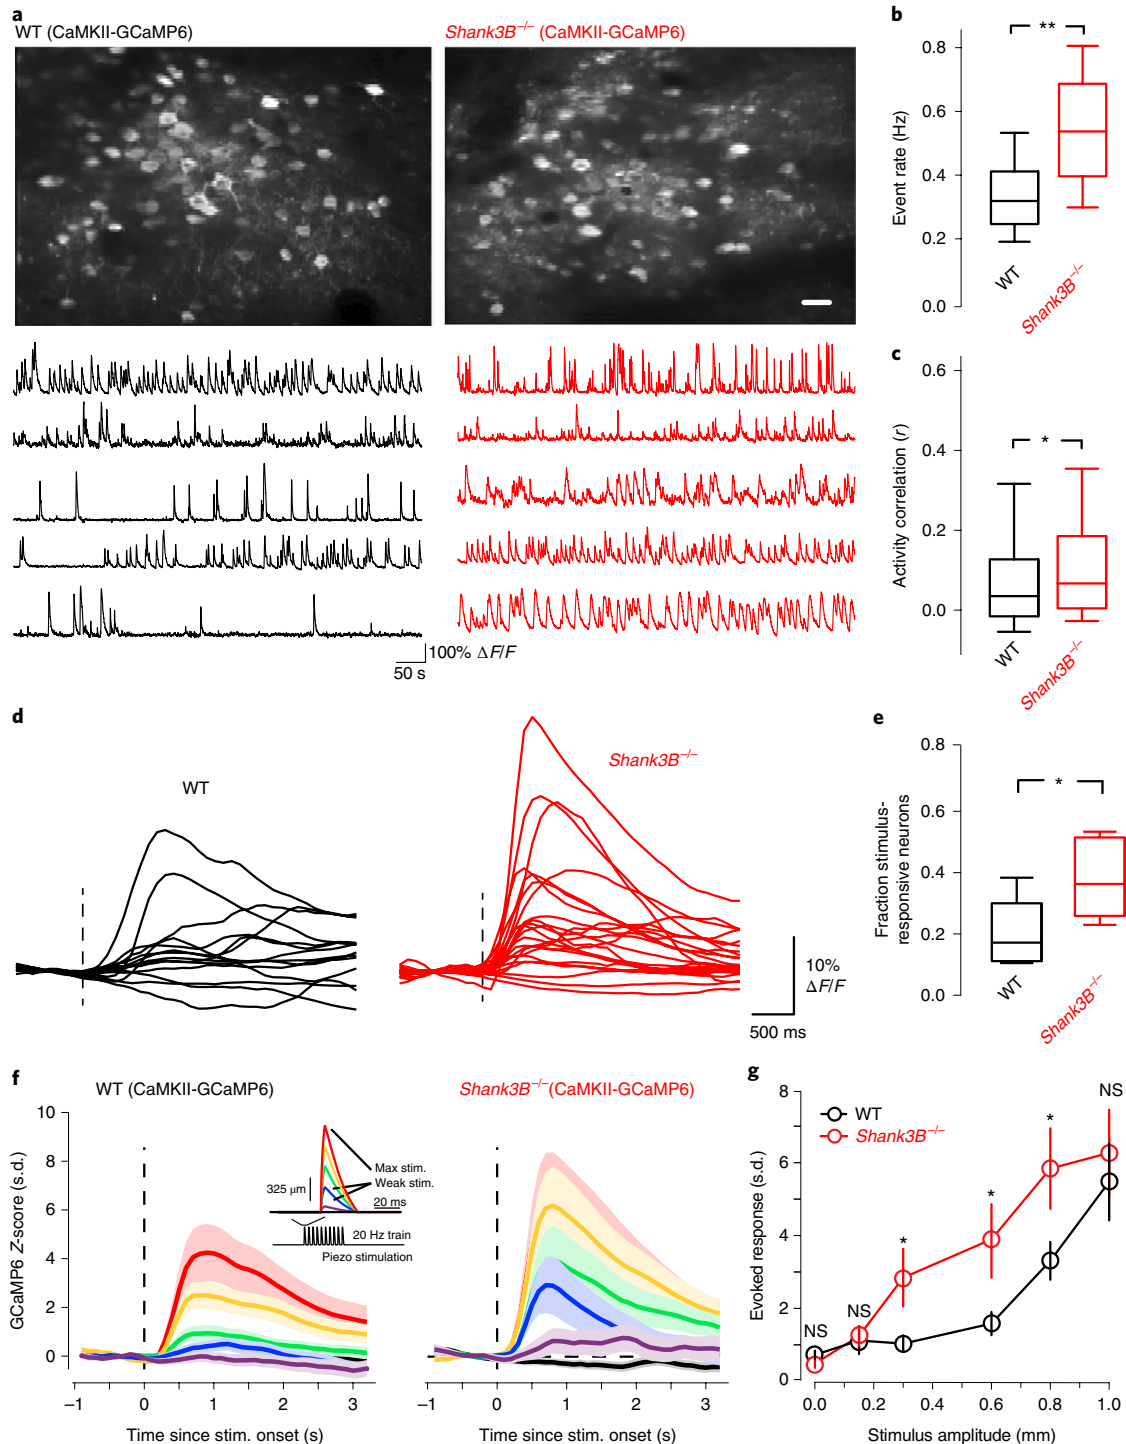 a
WT (CaMKII-GCaMP6)
Shank3B−/− (CaMKII-GCaMP6)
100% ΔF/F
50 s
b
**
Event rate (Hz)
0.8
0.6
0.4
0.2
0.0
WT
Shank3B−/−
c
*
Activity correlation (r)
0.6
0.4
0.2
0.0
WT
Shank3B−/−
d
WT
Shank3B−/−
10%
ΔF/F
500 ms
e
*
Fraction stimulus-
responsive neurons
0.8
0.6
0.4
0.2
0.0
WT
Shank3B−/−
f
WT (CaMKII-GCaMP6)
Shank3B−/−(CaMKII-GCaMP6)
GCaMP6 Z-score (s.d.)
10
8
6
4
2
0
Max stim.
Weak stim.
325 µm
20 ms
20 Hz train
Piezo stimulation
−1 0 1 2 3
Time since stim. onset (s)
−1 0 1 2 3
Time since stim. onset (s)
g
WT
Shank3B−/−
Evoked response (s.d.)
8
6
4
2
0
NS
NS
*
*
*
NS
0.0 0.2 0.4 0.6 0.8 1.0
Stimulus amplitude (mm)